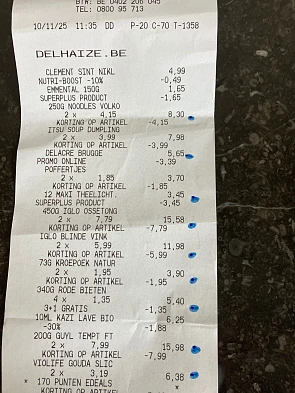 BTW: BE 0402 206 045
TEL: 0800 95 713
10/11/25 11:35 DD P-20 C-70 T-1358
DELHAIZE.BE
CLEMENT SINT NIKL 4,99
NUTRI-BOOST -10% -0,49
EMMENTAL 150G 1,65
SUPERPLUS PRODUCT -1,65
250G NOEDLES VOLKO
2 x 4,15 8,30
KORTING OP ARTIKEL -4,15
ITSU SOUP DUMPLING
2 x 3,99 7,98
KORTING OP ARTIKEL -3,99
DELACRE BRUGGE 5,65
PROMO ONLINE -3,39
POFFERTJES
2 x 1,85 3,70
KORTING OP ARTIKEL -1,85
12 MAXI THEELICHT. 3,45
SUPERPLUS PRODUCT -3,45
450G IGLO OSSETONG
2 x 7,79 15,58
KORTING OP ARTIKEL -7,79
IGLO BLINDE VINK
2 x 5,99 11,98
KORTING OP ARTIKEL -5,99
73G KROEPOEK NATUR
2 x 1,95 3,90
KORTING OP ARTIKEL -1,95
340G RODE BIETEN
4 x 1,35 5,40
3+1 GRATIS -1,35
10ML KAZI LAVE BIO 6,25
-30% -1,88
200G GUYL TEMPT FT
2 x 7,99 15,98
KORTING OP ARTIKEL -7,99
VIOLIFE GOUDA SLIC
2 x 3,19 6,38
* 170 PUNTEN EDEALS *
KORTING OP ARTIKEL